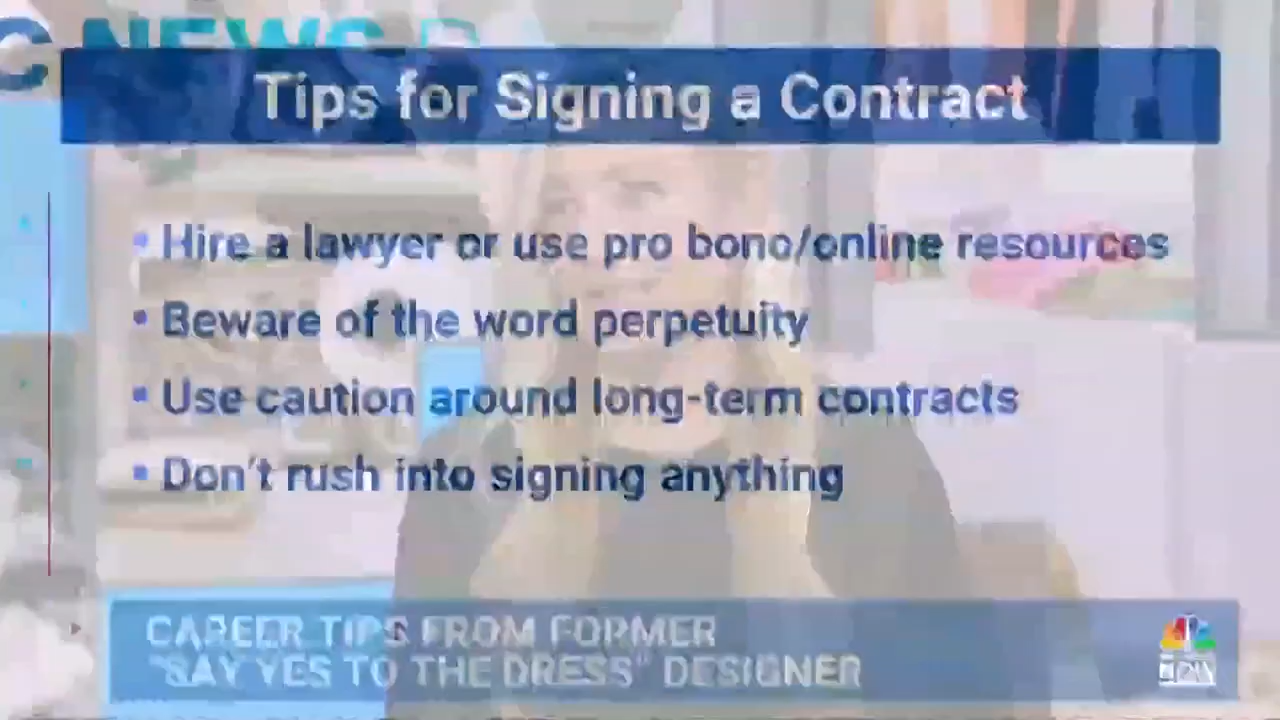 C NEWS
Tips for Signing a Contract
• Hire a lawyer or use pro bono/online resources
• Beware of the word perpetuity
• Use caution around long-term contracts
• Don't rush into signing anything
CAREER TIPS FROM FORMER
"SAY YES TO THE DRESS" DESIGNER